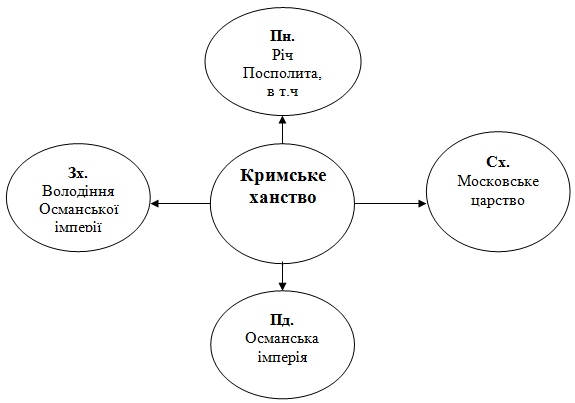 Пн.
Річ
Посполита,
в т.ч
Зх.
Володіння
Османської
імперії
Кримське
ханство
Сх.
Московське
царство
Пд.
Османська
імперія